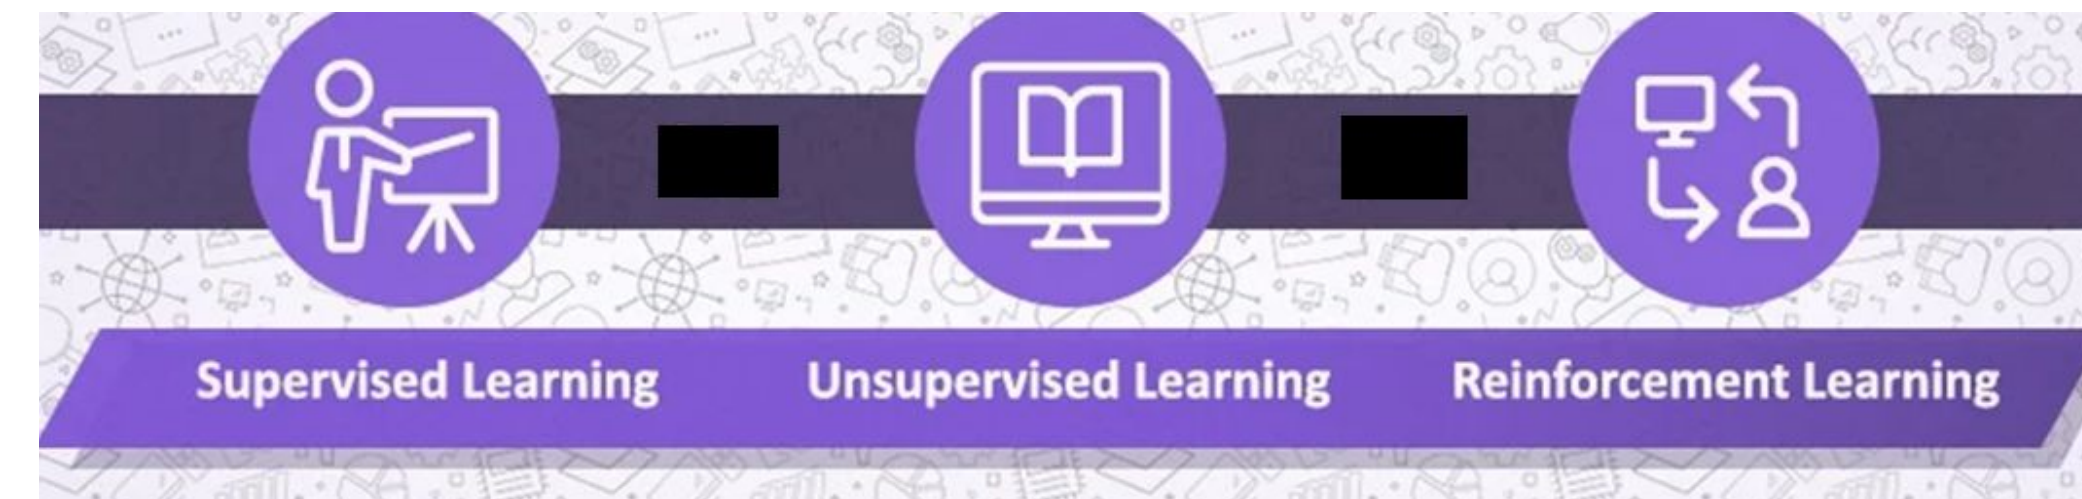 Supervised Learning
Unsupervised Learning
Reinforcement Learning